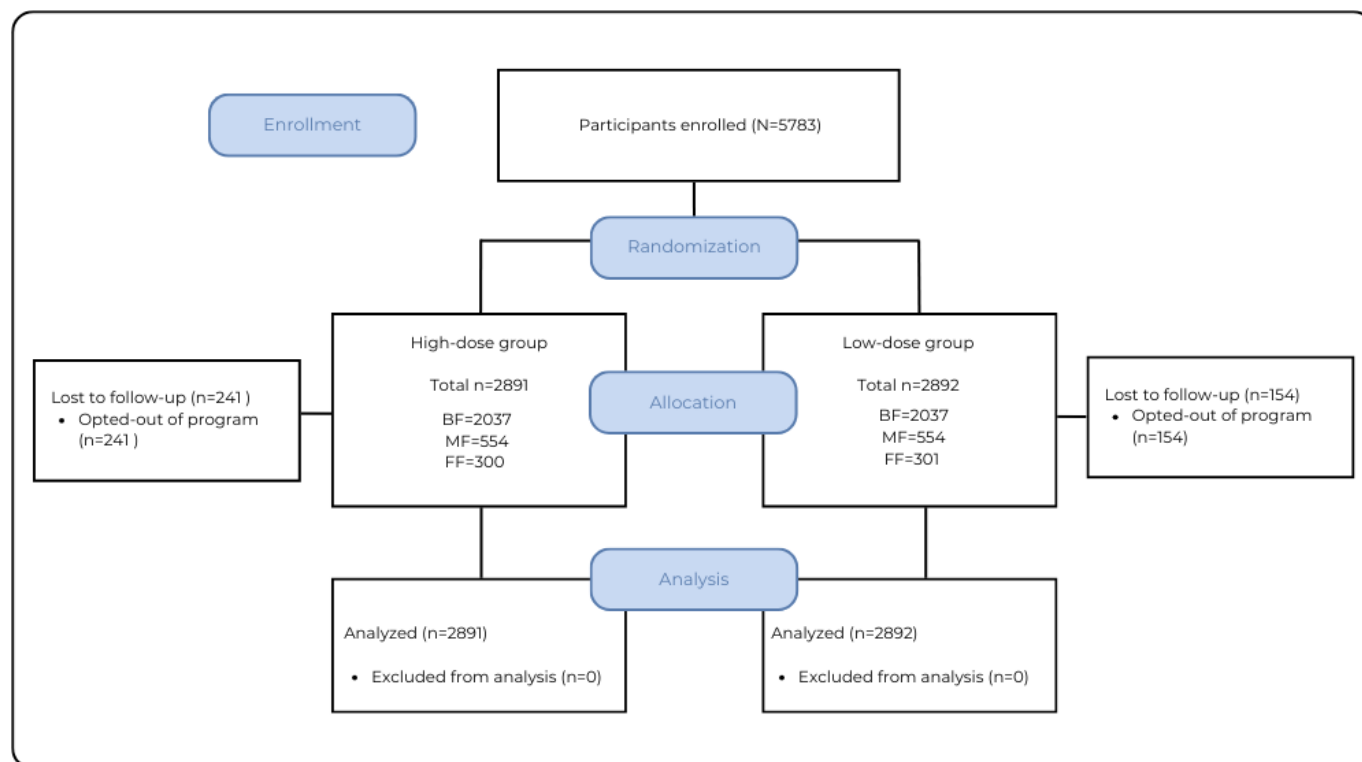 Enrollment
Participants enrolled (N=5783)
Randomization
High-dose group
Total n=2891
BF=2037
MF=554
FF=300
Allocation
Low-dose group
Total n=2892
BF=2037
MF=554
FF=301
Lost to follow-up (n=241 )
• Opted-out of program
(n=241 )
Lost to follow-up (n=154)
• Opted-out of program
(n=154)
Analysis
Analyzed (n=2891)
• Excluded from analysis (n=0)
Analyzed (n=2892)
• Excluded from analysis (n=0)